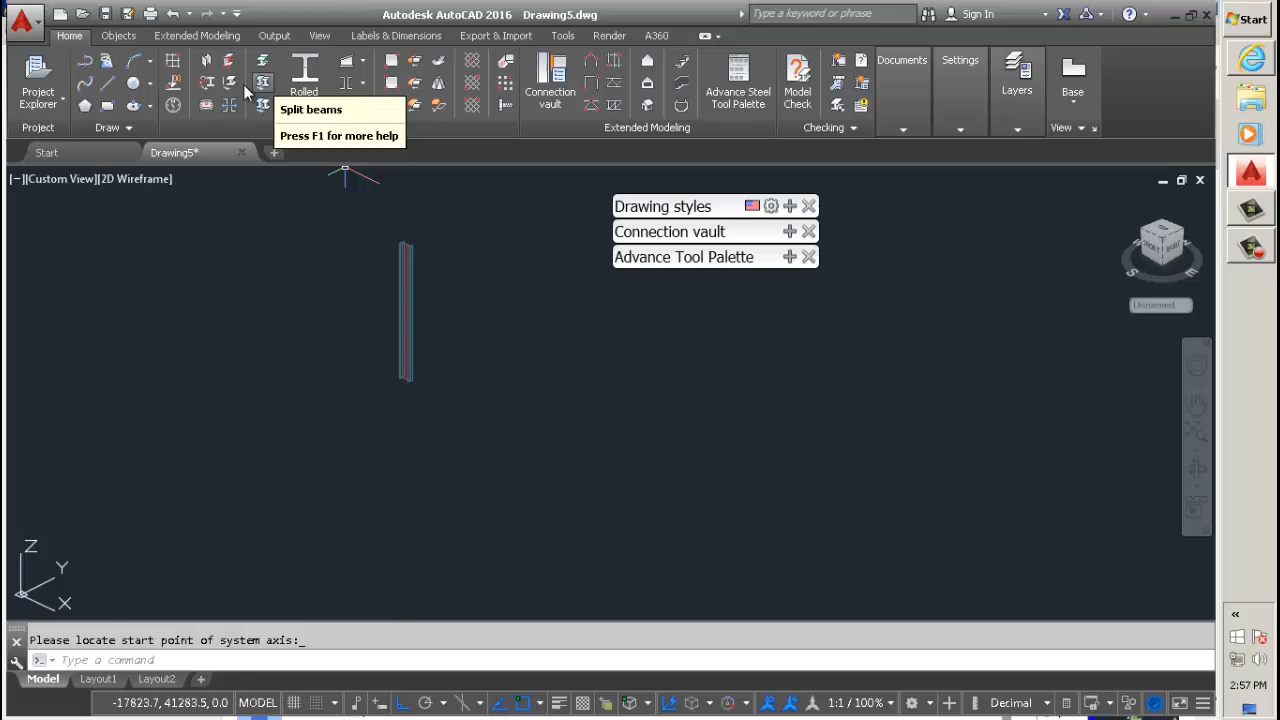 Autodesk AutoCAD 2016 Drawing5.dwg
Type a keyword or phrase
Sign In
Start
Home
Objects
Extended Modeling
Output
View
Labels & Dimensions
Export & Import
Tools
Render
A360
Project
Explorer
Rolled
Connection
vault
Advance Steel
Tool Palette
Model
Check
Documents
Settings
Layers
Base
Split beams
Press F1 for more help
Project
Draw
Extended Modeling
Checking
View
Start
Drawing5*
[−][Custom View][2D Wireframe]
Drawing styles
Connection vault
Advance Tool Palette
S
E
Unnamed
Z
Y
X
Please locate start point of system axis:
Type a command
Model
Layout1
Layout2
-17823.7, 41283.5, 0.0
MODEL
1:1 / 100%
Decimal
2:57 PM